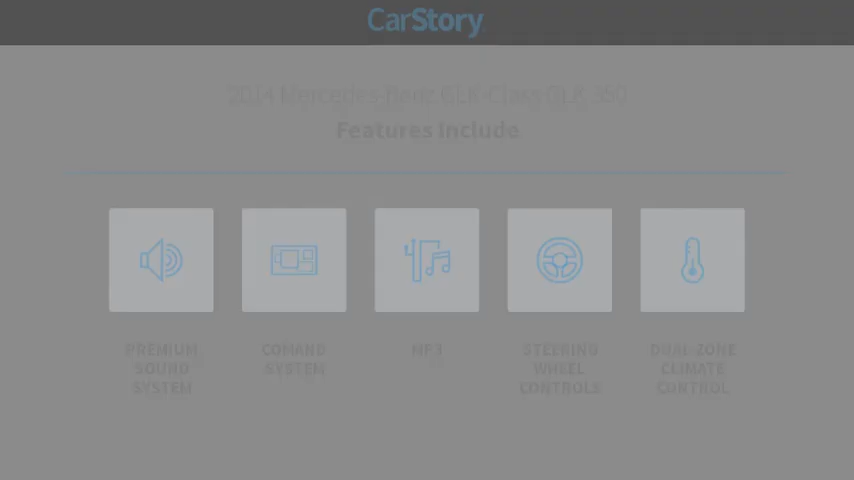 CarStory
2014 Mercedes-Benz GLK-Class GLK 350
Features Include
PREMIUM
SOUND
SYSTEM
COMAND
SYSTEM
MP3
STEERING
WHEEL
CONTROLS
DUAL-ZONE
CLIMATE
CONTROL